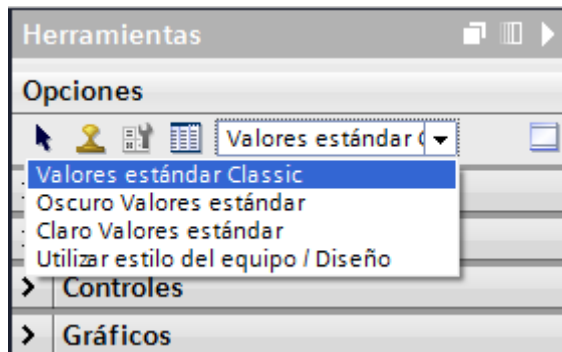 Herramientas
Opciones
Valores estándar
Valores estándar Classic
Oscuro Valores estándar
Claro Valores estándar
Utilizar estilo del equipo / Diseño
Controles
Gráficos